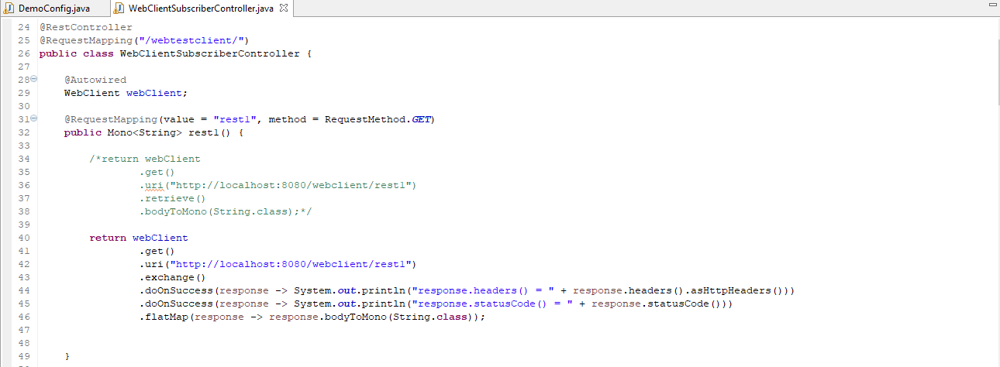 DemoConfig.java WebClientSubscriberController.java
24 @RestController
25 @RequestMapping("/webtestclient/")
26 public class WebClientSubscriberController {
27
28 @Autowired
29 WebClient webClient;
30
31 @RequestMapping(value = "rest1", method = RequestMethod.GET)
32 public Mono<String> rest1() {
33
34 /*return webClient
35 .get()
36 .uri("http://localhost:8080/webclient/rest1")
37 .retrieve()
38 .bodyToMono(String.class);*/
39
40 return webClient
41 .get()
42 .uri("http://localhost:8080/webclient/rest1")
43 .exchange()
44 .doOnSuccess(response -> System.out.println("response.headers() = " + response.headers().asHttpHeaders()))
45 .doOnSuccess(response -> System.out.println("response.statusCode() = " + response.statusCode()))
46 .flatMap(response -> response.bodyToMono(String.class));
47
48
49 }